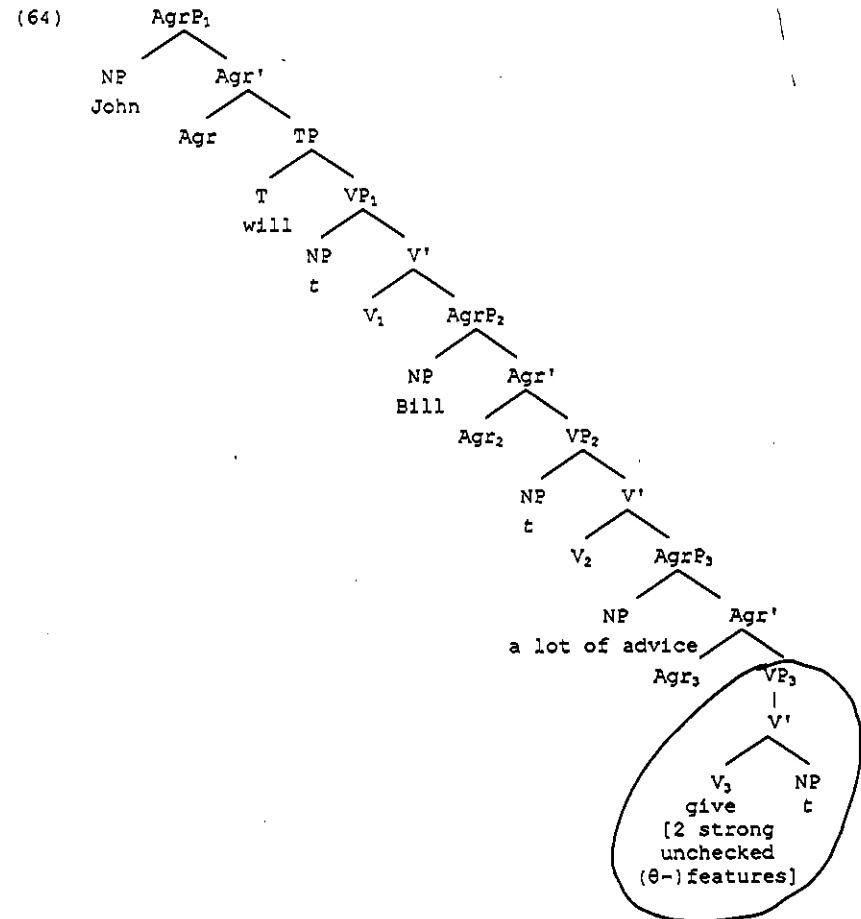 (64) AgrP₁
NP Agr'
John
Agr TP
T VP₁
will
NP V'
t
V₁ AgrP₂
NP Agr'
Bill
Agr₂ VP₂
NP V'
t
V₂ AgrP₃
NP Agr'
a lot of advice
Agr₃ VP₃
V'
V₃ NP
give t
[2 strong
unchecked
(θ-)features]